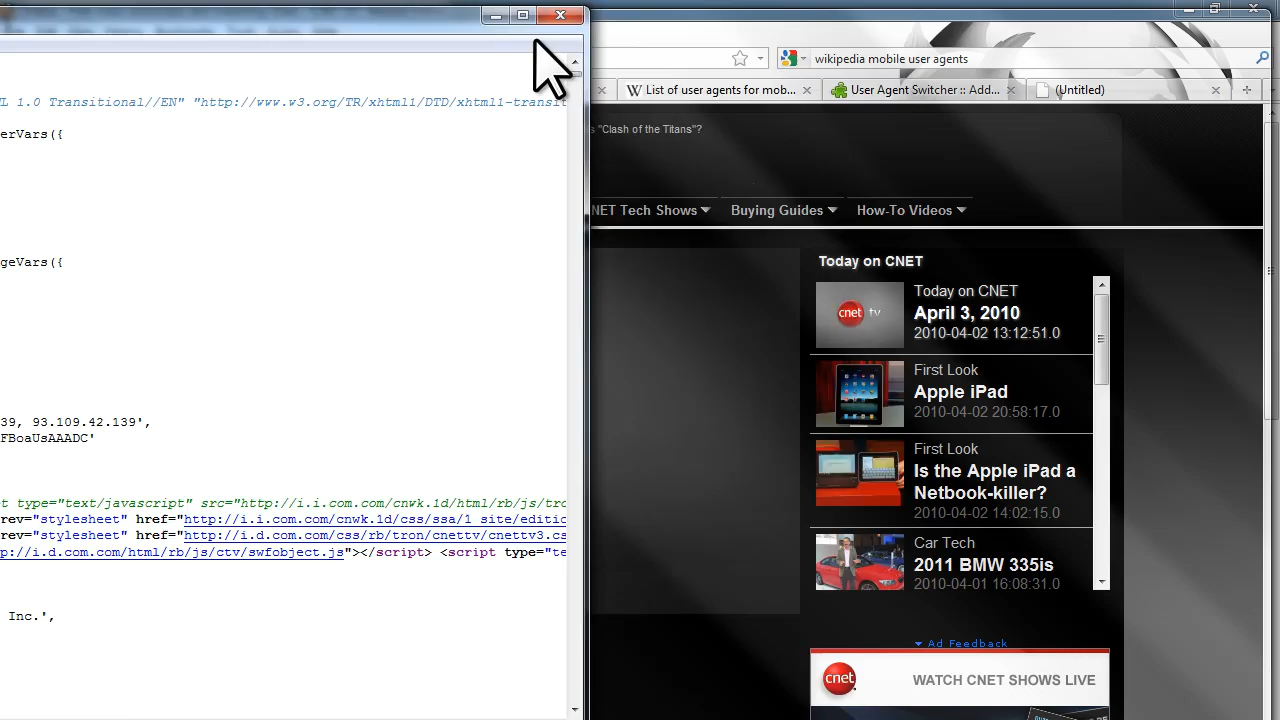 wikipedia mobile user agents
List of user agents for mob...
User Agent Switcher :: Add...
(Untitled)
L 1.0 Transitional//EN" "http://www.w3.org/TR/xhtml1/DTD/xhtml1-transit
erVars({
geVars({
39, 93.109.42.139',
FBoaUsAAADC'
t type="text/javascript" src="http://i.i.com.com/cnwk.1d/html/rb/js/tro
rev="stylesheet" href="http://i.i.com.com/cnwk.1d/css/ssa/1_site/editio
rev="stylesheet" href="http://i.d.com.com/css/rb/tron/cnettv/cnettv3.cs
p://i.d.com.com/html/rb/js/ctv/swfobject.js"></script> <script type="te
Inc.',
s "Clash of the Titans"?
NET Tech Shows
Buying Guides
How-To Videos
Today on CNET
cnet tv
Today on CNET
April 3, 2010
2010-04-02 13:12:51.0
First Look
Apple iPad
2010-04-02 20:58:17.0
First Look
Is the Apple iPad a
Netbook-killer?
2010-04-02 14:02:15.0
Car Tech
2011 BMW 335is
2010-04-01 16:08:31.0
Ad Feedback
cnet
WATCH CNET SHOWS LIVE